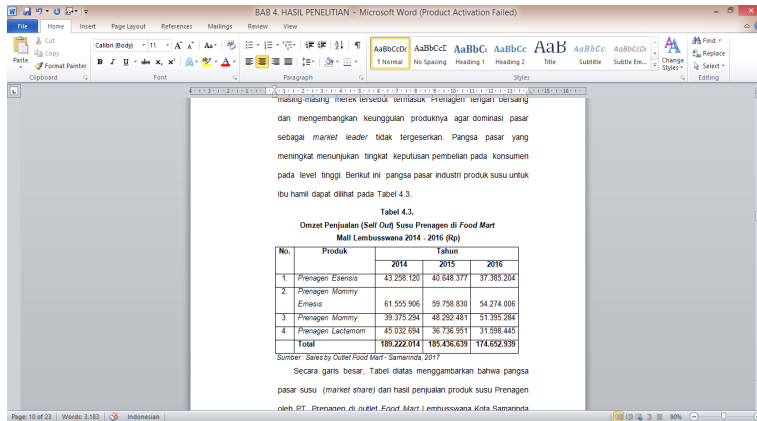 BAB 4. HASIL PENELITIAN - Microsoft Word (Product Activation Failed)
File Home Insert Page Layout References Mailings Review View
Cut
Copy
Format Painter
Paste
Clipboard
Calibri (Body) 11
Font
Paragraph
AaBbCcDc AaBbCcDc AaBbCc AaBbCc AaB AaBbCc. AaBbCcDc
1 Normal No Spacing Heading 1 Heading 2 Title Subtitle Subtle Em...
Change Styles
Styles
Find
Replace
Select
Editing
masing-masing merek tersebut termasuk Prenagen tengah bersaing
dan mengembangkan keunggulan produknya agar dominasi pasar
sebagai market leader tidak tergeserkan. Pangsa pasar yang
meningkat menunjukan tingkat keputusan pembelian pada konsumen
pada level tinggi. Berikut ini pangsa pasar industri produk susu untuk
ibu hamil dapat dilihat pada Tabel 4.3.
Tabel 4.3.
Omzet Penjualan (Sell Out) Susu Prenagen di Food Mart
Mall Lembusswana 2014 - 2016 (Rp)
No. Produk Tahun
2014 2015 2016
1. Prenagen Esensis 43.258.120 40.648.377 37.385.204
2. Prenagen Mommy
Emesis 61.555.906 59.758.830 54.274.006
3. Prenagen Mommy 39.375.294 48.292.481 51.395.284
4. Prenagen Lactamom 45.032.694 36.736.951 31.598.445
Total 189.222.014 185.436.639 174.652.939
Sumber : Sales by Outlet Food Mart - Samarinda, 2017
Secara garis besar, Tabel diatas menggambarkan bahwa pangsa
pasar susu (market share) dari hasil penjualan produk susu Prenagen
oleh PT. Prenagen di outlet Food Mart Lembusswana Kota Samarinda
Page: 10 of 23 Words: 3.183 Indonesian 90%